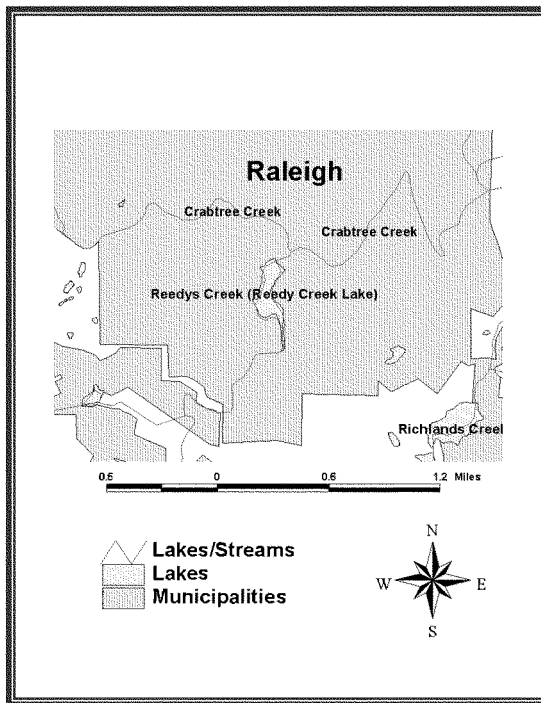 Raleigh
Crabtree Creek
Crabtree Creek
Reedys Creek (Reedy Creek Lake)
Richlands Creel
0.6 0 0.6 1.2 Miles
Lakes/Streams
Lakes
Municipalities
N
W E
S